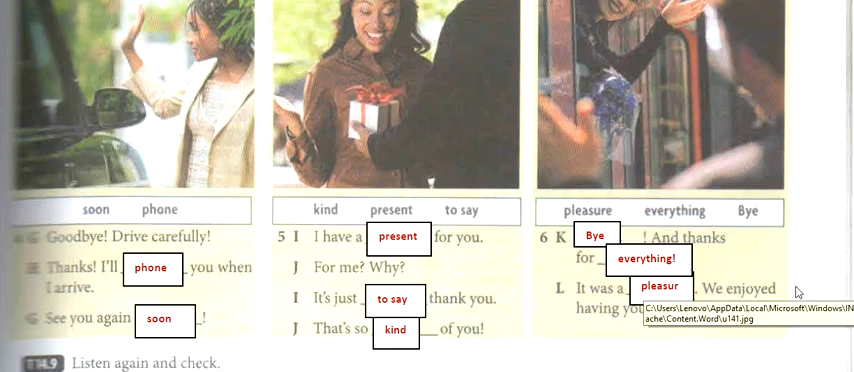 soon phone
kind present to say
pleasure everything Bye
4 G Goodbye! Drive carefully!
H Thanks! I'll phone you when
I arrive.
G See you again soon !
5 I I have a present for you.
J For me? Why?
I It's just to say thank you.
J That's so kind of you!
6 K Bye ! And thanks
for everything!
L It was a pleasur . We enjoyed
having you
C:\Users\Lenovo\AppData\Local\Microsoft\Windows\IN
ache\Content.Word\u141.jpg
T 14.9 Listen again and check.